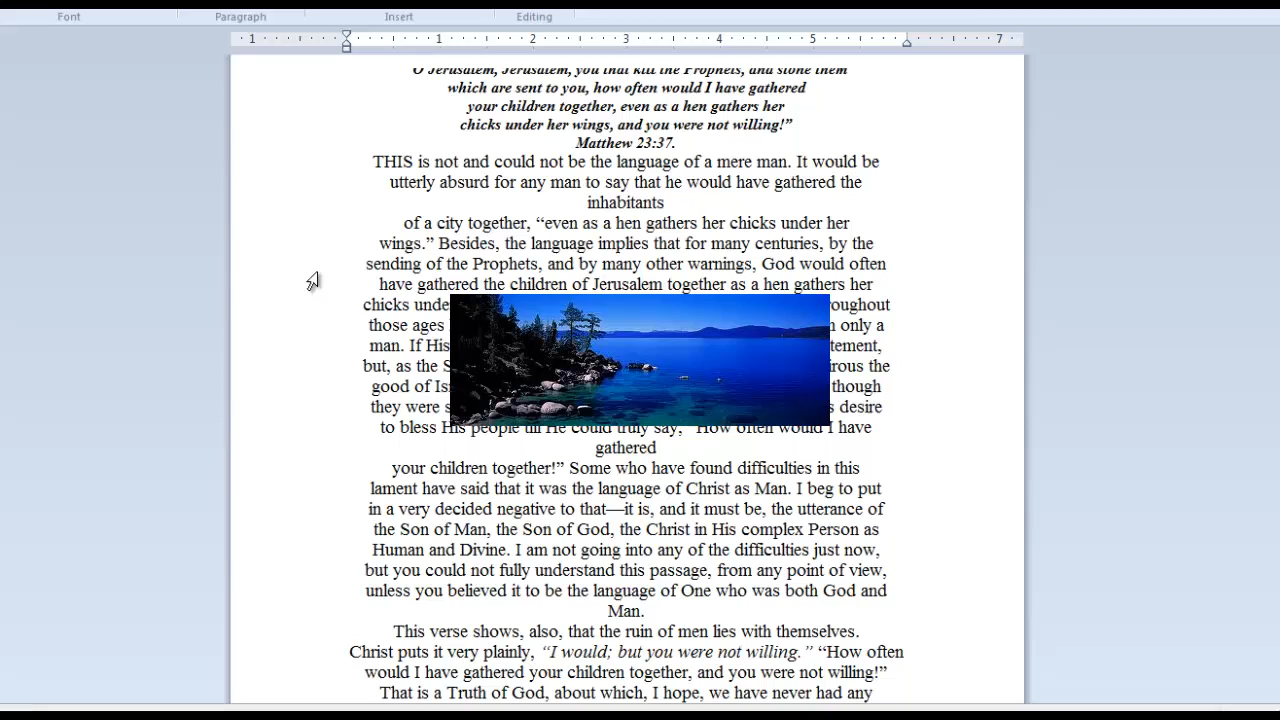 Font Paragraph Insert Editing
1 1 2 3 4 5 7
O Jerusalem, Jerusalem, you that kill the Prophets, and stone them
which are sent to you, how often would I have gathered
your children together, even as a hen gathers her
chicks under her wings, and you were not willing!”
Matthew 23:37.
THIS is not and could not be the language of a mere man. It would be
utterly absurd for any man to say that he would have gathered the
inhabitants
of a city together, “even as a hen gathers her chicks under her
wings.” Besides, the language implies that for many centuries, by the
sending of the Prophets, and by many other warnings, God would often
have gathered the children of Jerusalem together as a hen gathers her
chicks
those ages only a
man. If His
but, as the the
good of though
they were desire
to bless His people till He could truly say, “How often would I have
gathered
your children together!” Some who have found difficulties in this
lament have said that it was the language of Christ as Man. I beg to put
in a very decided negative to that—it is, and it must be, the utterance of
the Son of Man, the Son of God, the Christ in His complex Person as
Human and Divine. I am not going into any of the difficulties just now,
but you could not fully understand this passage, from any point of view,
unless you believed it to be the language of One who was both God and
Man.
This verse shows, also, that the ruin of men lies with themselves.
Christ puts it very plainly, “I would; but you were not willing.” “How often
would I have gathered your children together, and you were not willing!”
That is a Truth of God, about which, I hope, we have never had any